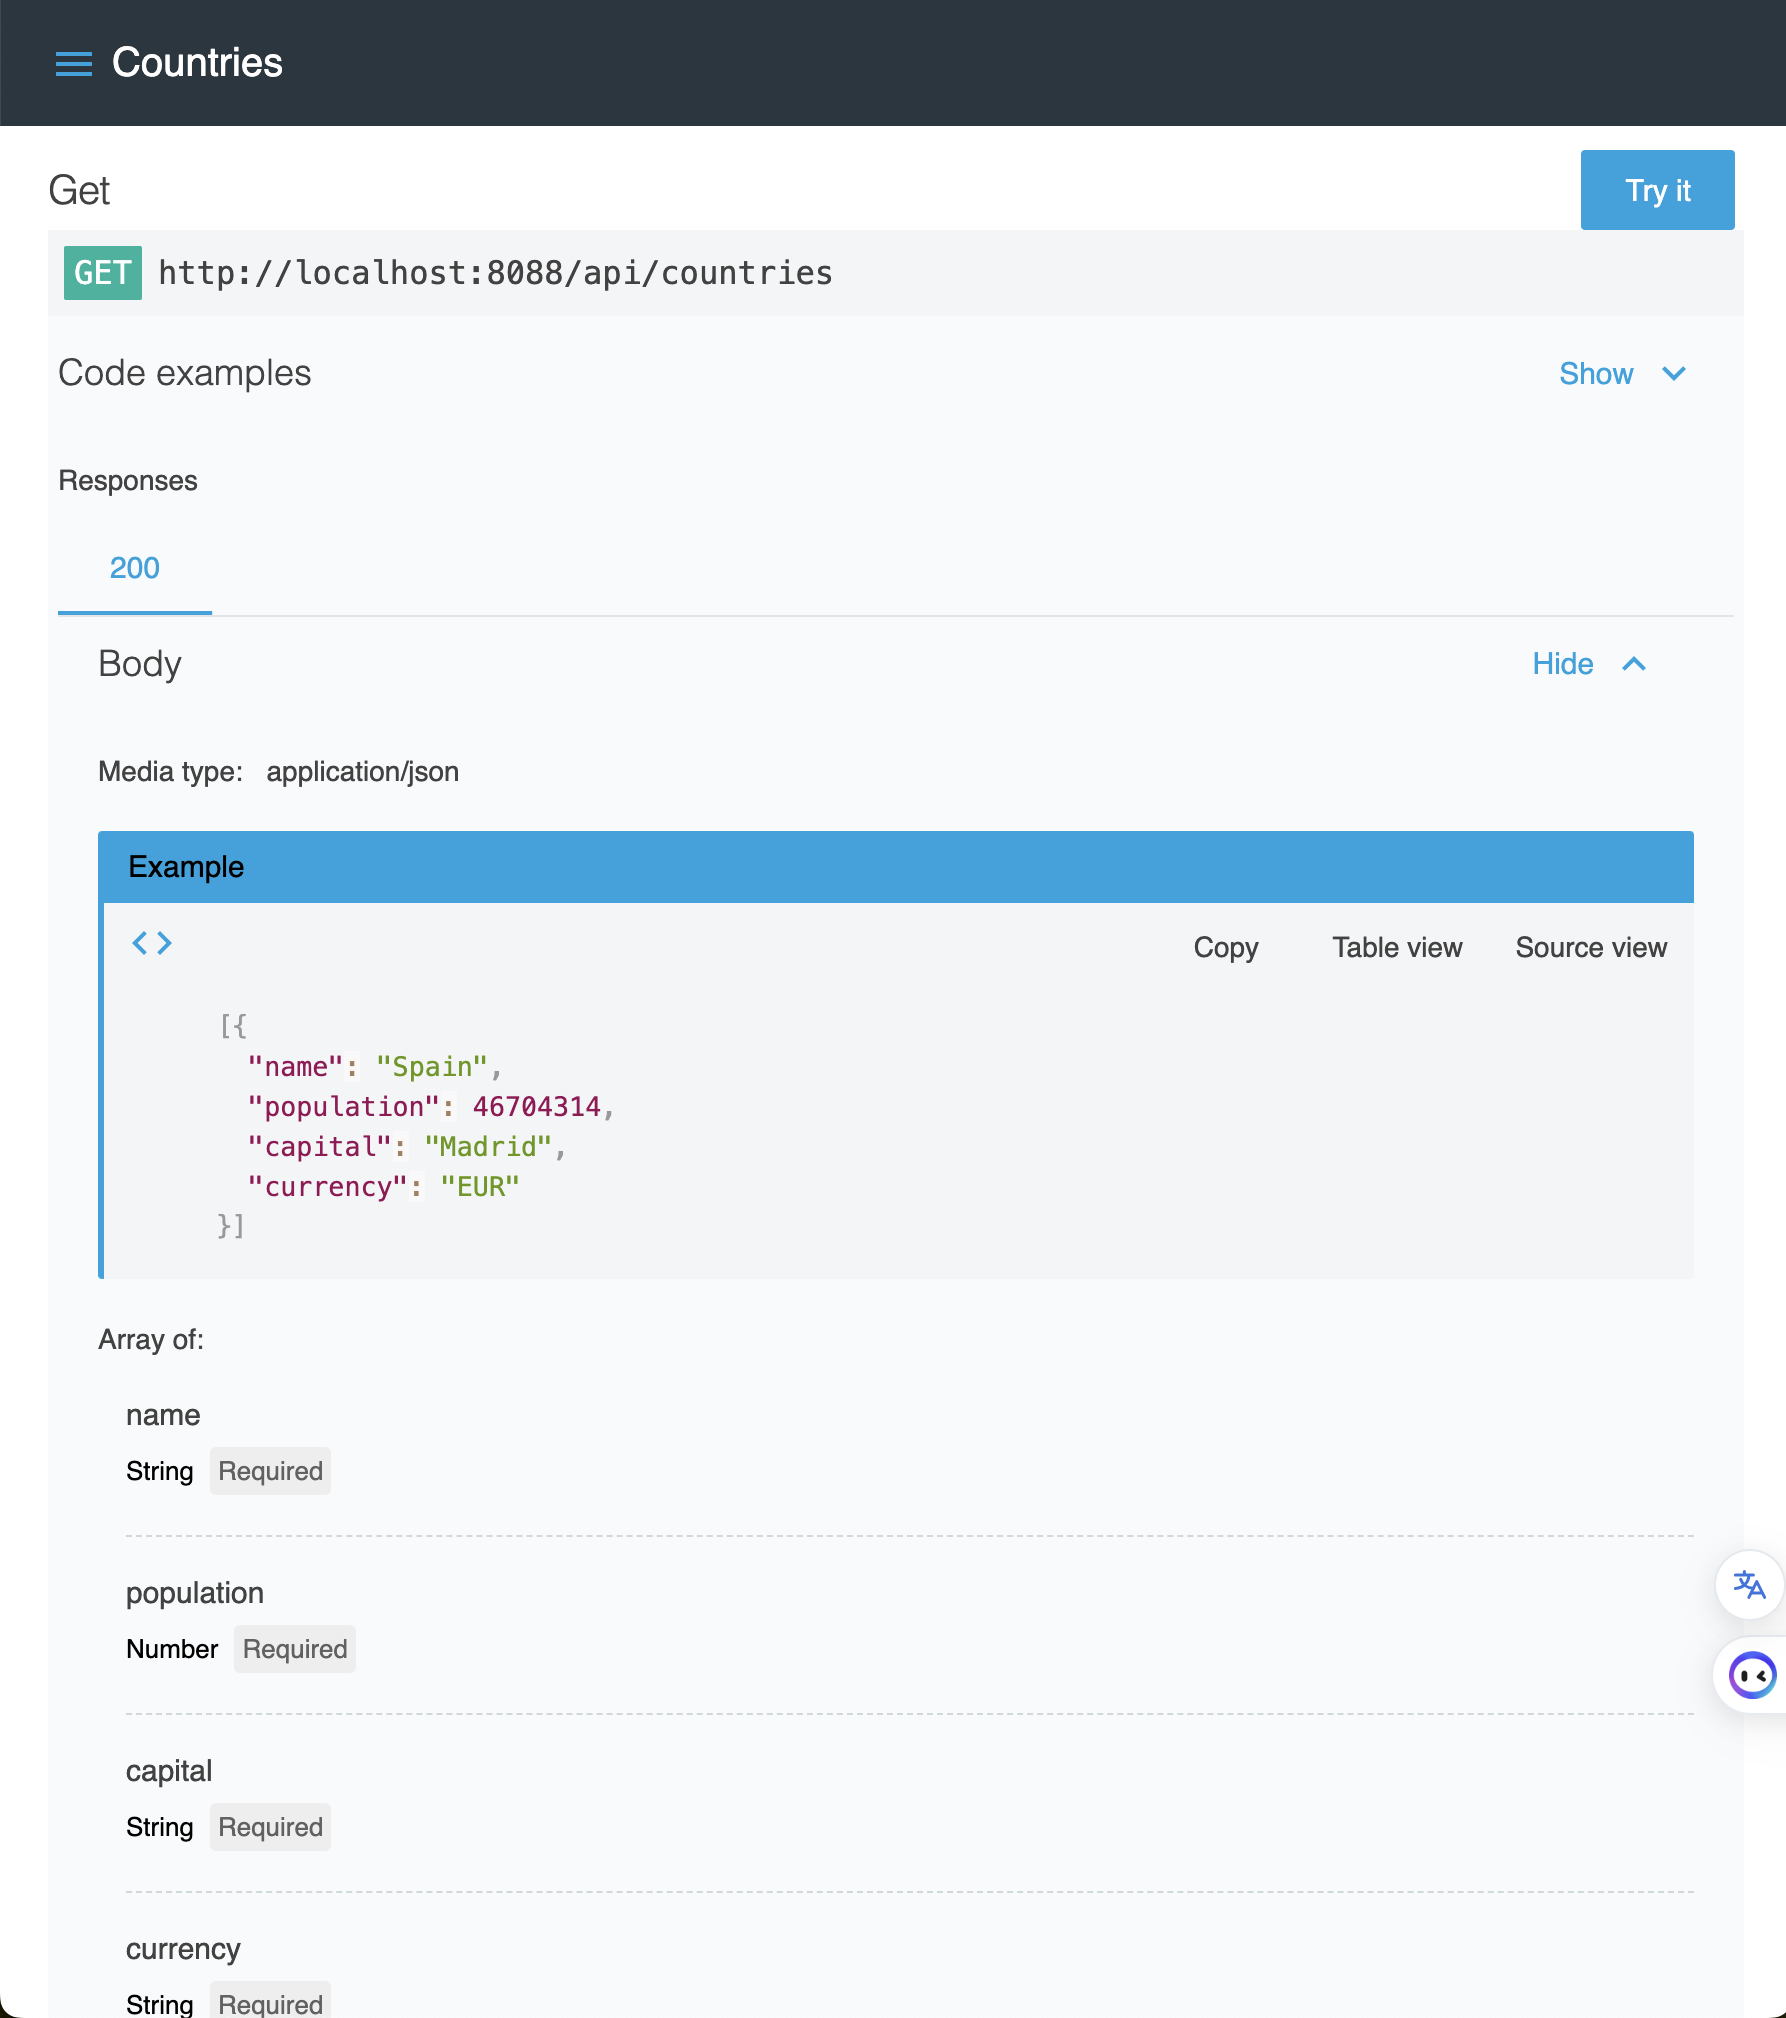 Countries
Get
Try it
GET http://localhost:8088/api/countries
Code examples
Show
Responses
200
Body
Hide
Media type: application/json
Example
Copy Table view Source view
[{
"name": "Spain",
"population": 46704314,
"capital": "Madrid",
"currency": "EUR"
}]
Array of:
name
String Required
population
Number Required
capital
String Required
currency
String Required